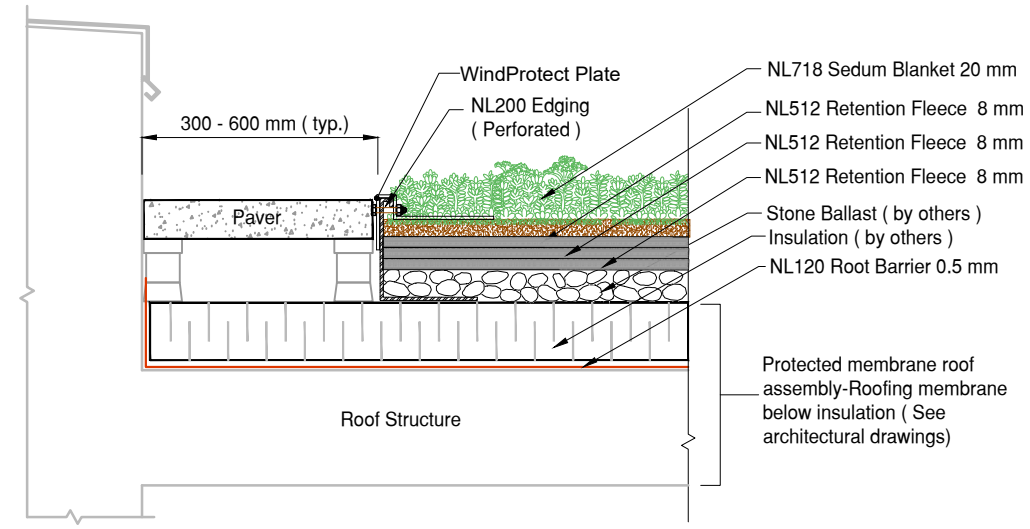 WindProtect Plate
NL200 Edging
( Perforated )
300 - 600 mm ( typ.)
Paver
NL718 Sedum Blanket 20 mm
NL512 Retention Fleece 8 mm
NL512 Retention Fleece 8 mm
NL512 Retention Fleece 8 mm
Stone Ballast ( by others )
Insulation ( by others )
NL120 Root Barrier 0.5 mm
Protected membrane roof
assembly-Roofing membrane
below insulation ( See
architectural drawings)
Roof Structure